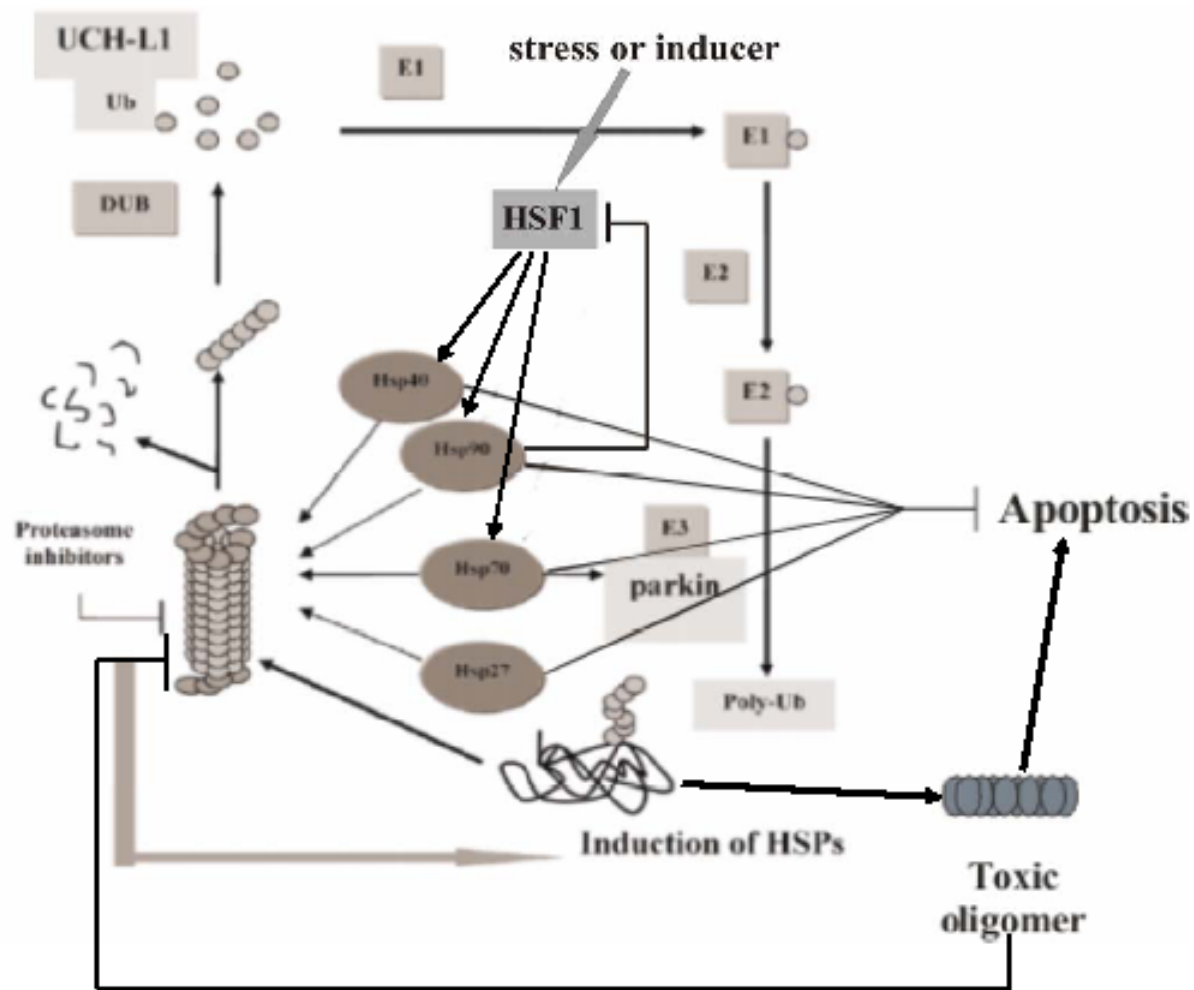 UCH-L1
Ub
stress or inducer
E1
E1
DUB
HSF1
E2
Hsp40
E2
Hsp90
Proteasome
inhibitors
E3
Apoptosis
Hsp70
parkin
Hsp27
Poly-Ub
Induction of HSPs
Toxic
oligomer